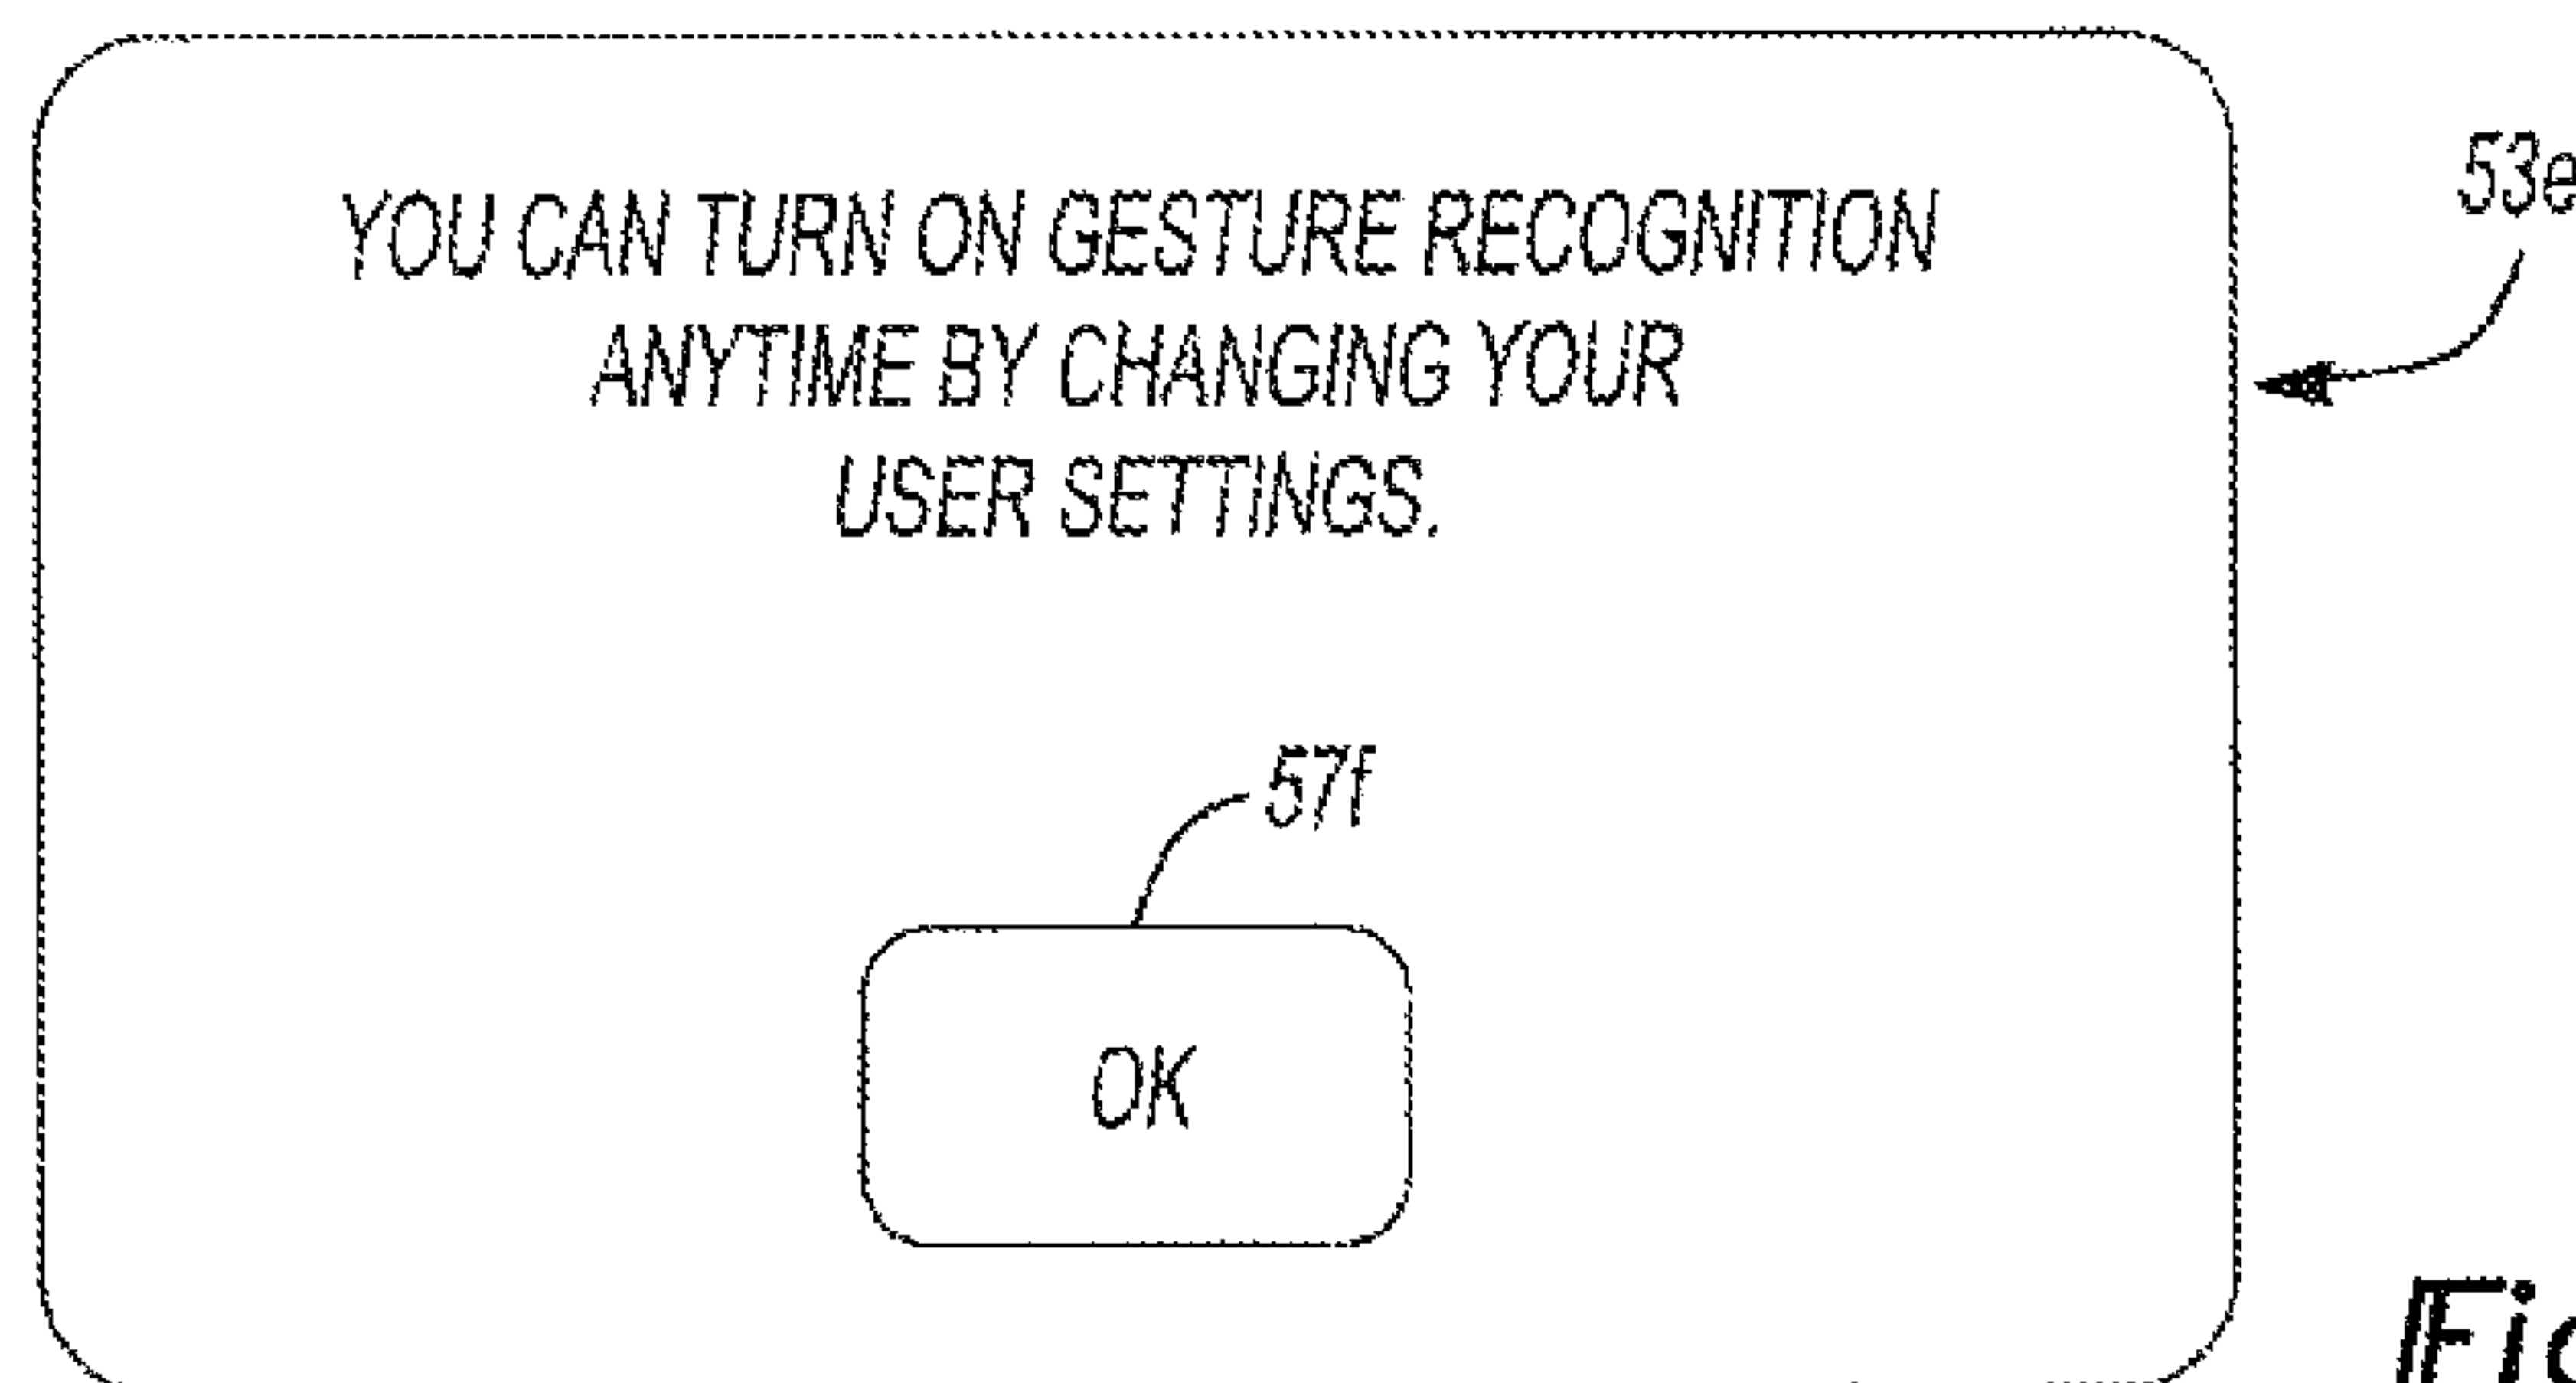 YOU CAN TURN ON GESTURE RECOGNITION
ANYTIME BY CHANGING YOUR
USER SETTINGS.
53e
57f
OK